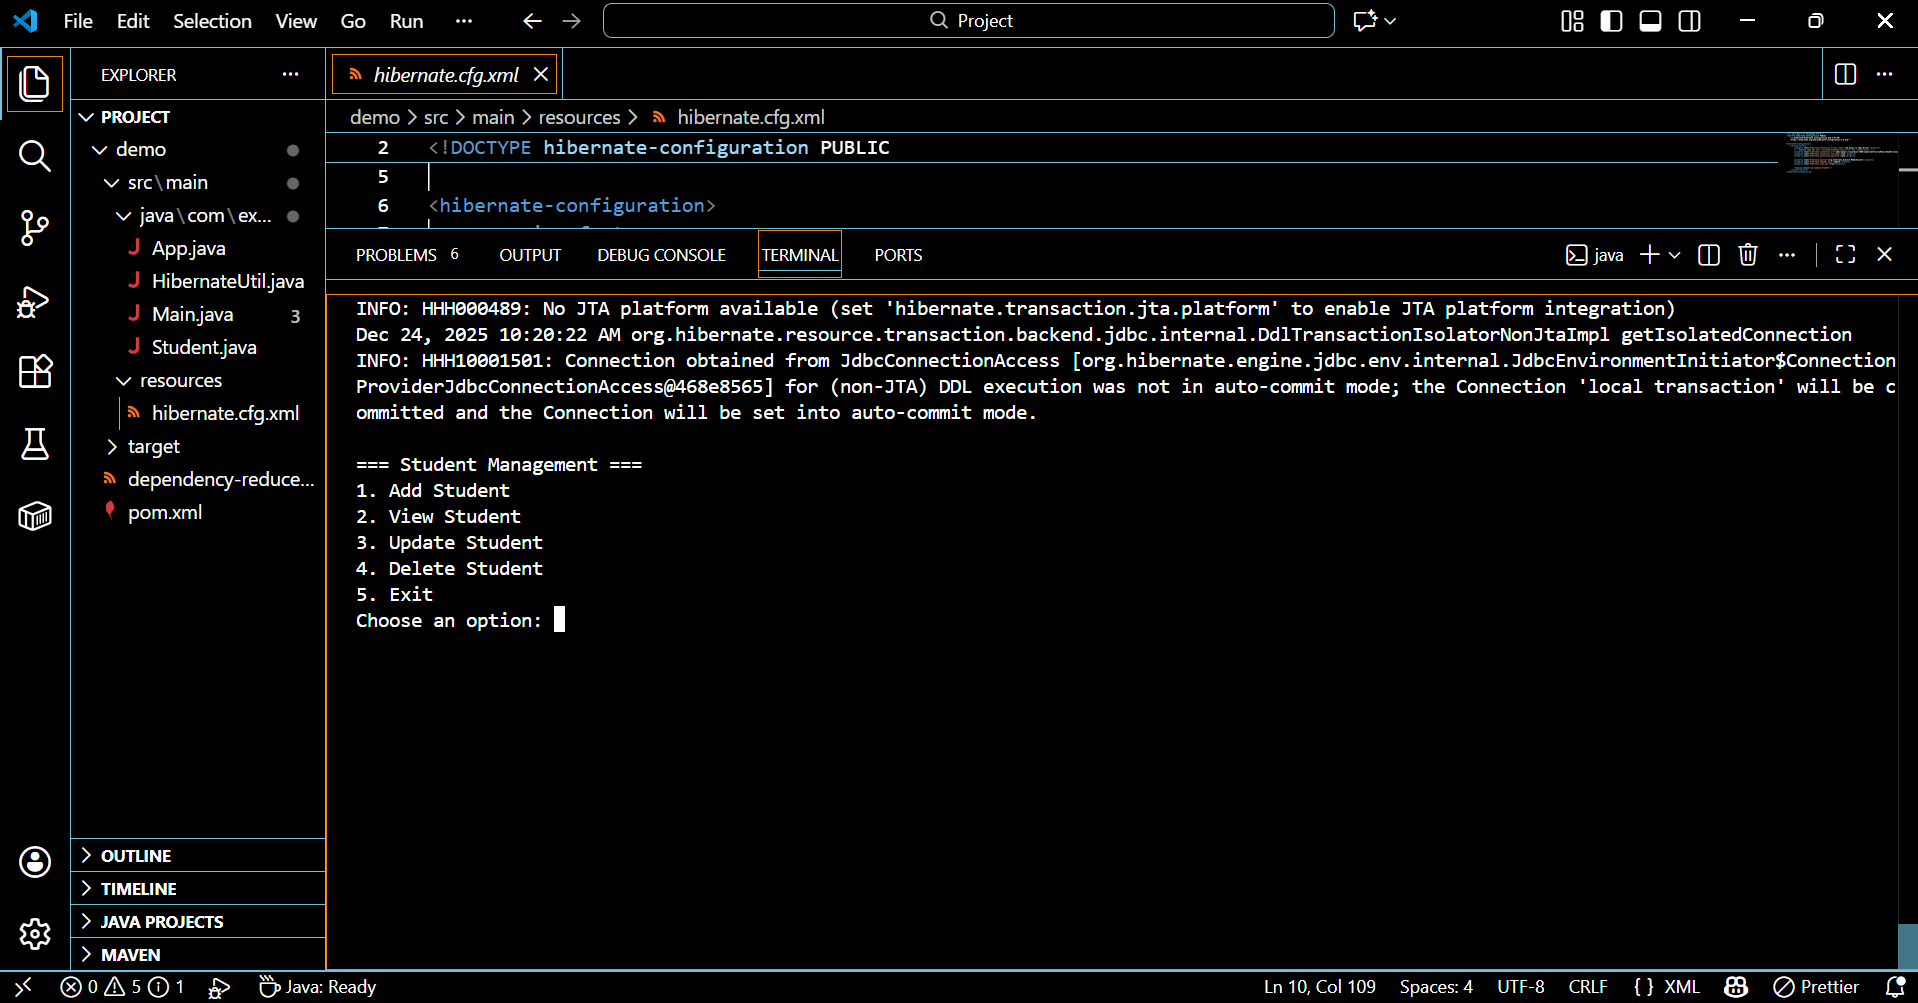 File Edit Selection View Go Run ··· Project
EXPLORER ···
PROJECT
demo
src\main
java\com\ex...
App.java
HibernateUtil.java
Main.java 3
Student.java
resources
hibernate.cfg.xml
target
dependency-reduce...
pom.xml
OUTLINE
TIMELINE
JAVA PROJECTS
MAVEN
hibernate.cfg.xml
demo > src > main > resources > hibernate.cfg.xml
2 <!DOCTYPE hibernate-configuration PUBLIC
5
6 <hibernate-configuration>
PROBLEMS 6 OUTPUT DEBUG CONSOLE TERMINAL PORTS java
INFO: HHH000489: No JTA platform available (set 'hibernate.transaction.jta.platform' to enable JTA platform integration)
Dec 24, 2025 10:20:22 AM org.hibernate.resource.transaction.backend.jdbc.internal.DdlTransactionIsolatorNonJtaImpl getIsolatedConnection
INFO: HHH10001501: Connection obtained from JdbcConnectionAccess [org.hibernate.engine.jdbc.env.internal.JdbcEnvironmentInitiator$Connection
ProviderJdbcConnectionAccess@468e8565] for (non-JTA) DDL execution was not in auto-commit mode; the Connection 'local transaction' will be c
ommitted and the Connection will be set into auto-commit mode.
=== Student Management ===
1. Add Student
2. View Student
3. Update Student
4. Delete Student
5. Exit
Choose an option:
0 5 1 Java: Ready Ln 10, Col 109 Spaces: 4 UTF-8 CRLF { } XML Prettier